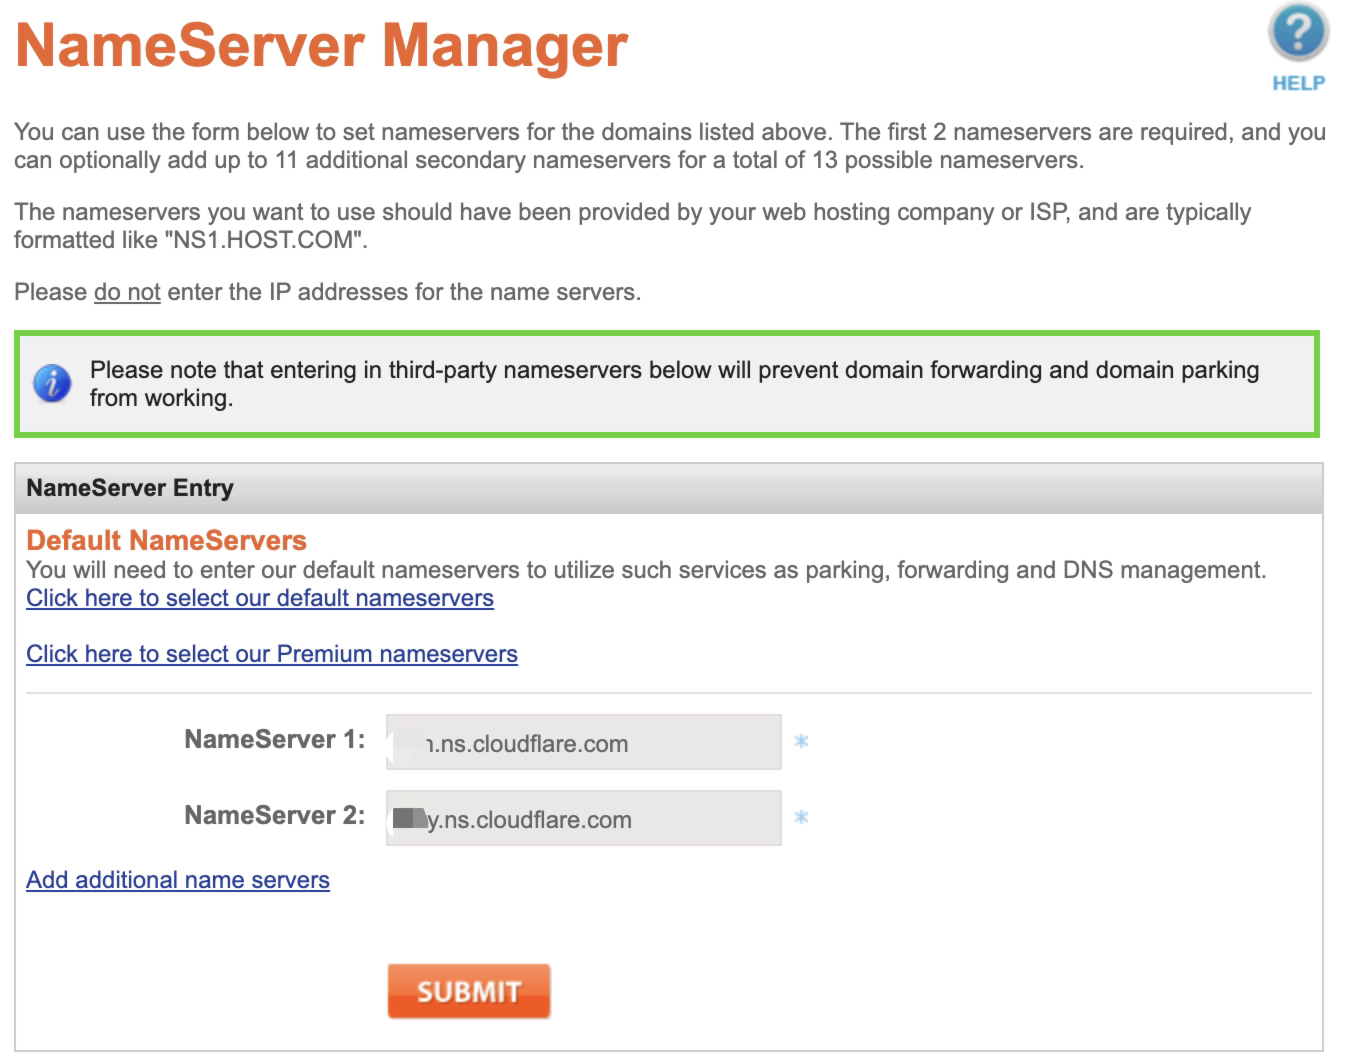 NameServer Manager
HELP
You can use the form below to set nameservers for the domains listed above. The first 2 nameservers are required, and you
can optionally add up to 11 additional secondary nameservers for a total of 13 possible nameservers.
The nameservers you want to use should have been provided by your web hosting company or ISP, and are typically
formatted like "NS1.HOST.COM".
Please do not enter the IP addresses for the name servers.
Please note that entering in third-party nameservers below will prevent domain forwarding and domain parking
from working.
NameServer Entry
Default NameServers
You will need to enter our default nameservers to utilize such services as parking, forwarding and DNS management.
Click here to select our default nameservers
Click here to select our Premium nameservers
NameServer 1: .ns.cloudflare.com *
NameServer 2: y.ns.cloudflare.com *
Add additional name servers
SUBMIT